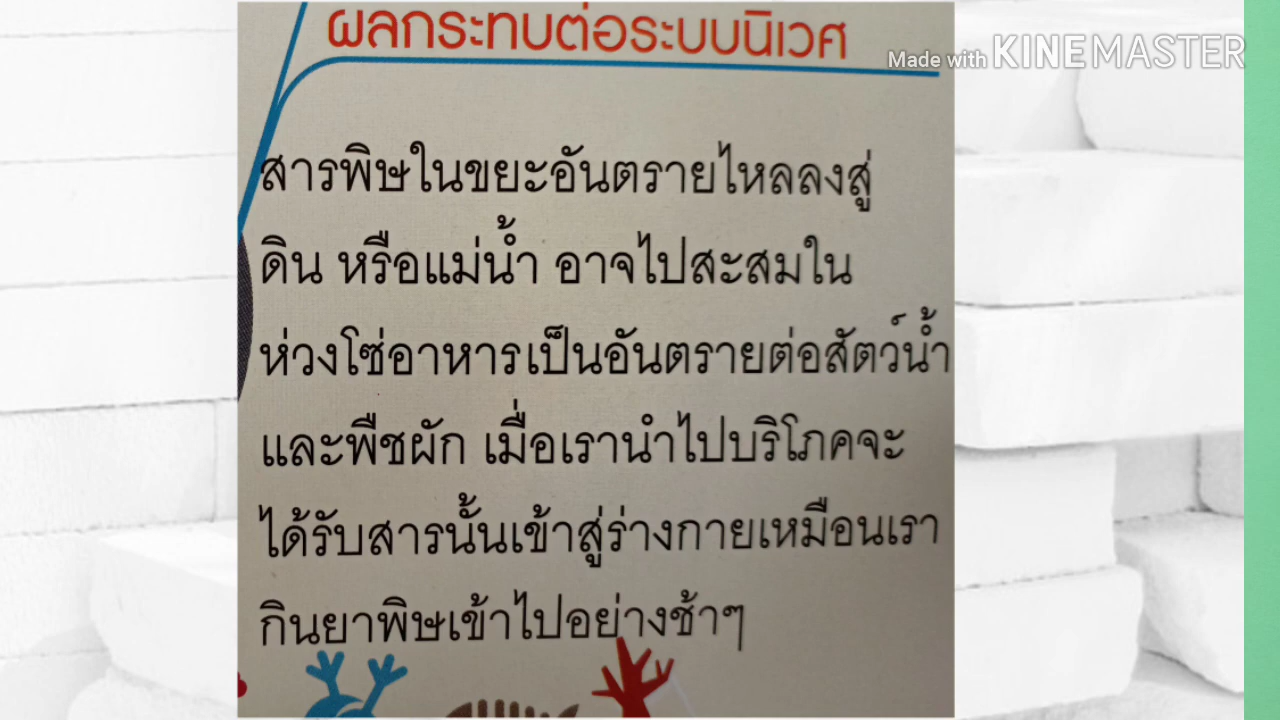 ผลกระทบต่อระบบนิเวศ
Made with KINEMASTER
สารพิษในขยะอันตรายไหลลงสู่
ดิน หรือแม่น้ำ อาจไปสะสมใน
ห่วงโซ่อาหารเป็นอันตรายต่อสัตว์น้ำ
และพืชผัก เมื่อเรานำไปบริโภคจะ
ได้รับสารนั้นเข้าสู่ร่างกายเหมือนเรา
กินยาพิษเข้าไปอย่างช้าๆ